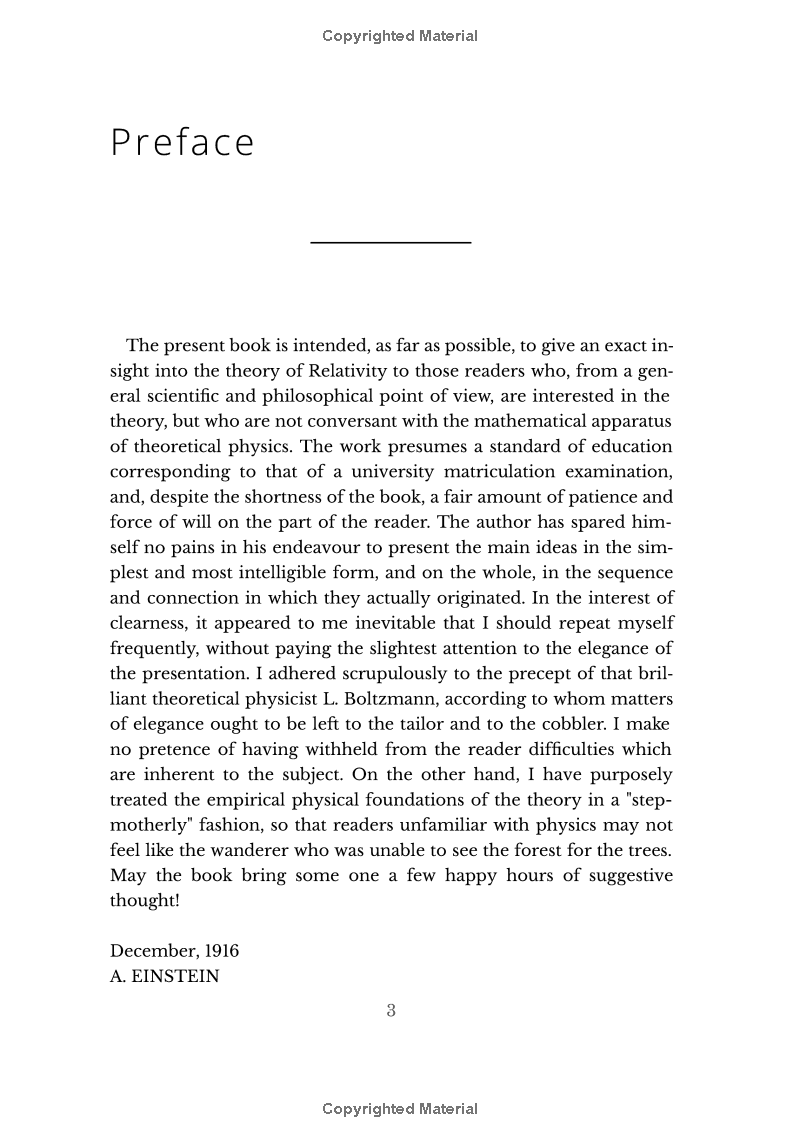 Copyrighted Material
Preface
The present book is intended, as far as possible, to give an exact in-
sight into the theory of Relativity to those readers who, from a gen-
eral scientific and philosophical point of view, are interested in the
theory, but who are not conversant with the mathematical apparatus
of theoretical physics. The work presumes a standard of education
corresponding to that of a university matriculation examination,
and, despite the shortness of the book, a fair amount of patience and
force of will on the part of the reader. The author has spared him-
self no pains in his endeavour to present the main ideas in the sim-
plest and most intelligible form, and on the whole, in the sequence
and connection in which they actually originated. In the interest of
clearness, it appeared to me inevitable that I should repeat myself
frequently, without paying the slightest attention to the elegance of
the presentation. I adhered scrupulously to the precept of that bril-
liant theoretical physicist L. Boltzmann, according to whom matters
of elegance ought to be left to the tailor and to the cobbler. I make
no pretence of having withheld from the reader difficulties which
are inherent to the subject. On the other hand, I have purposely
treated the empirical physical foundations of the theory in a "step-
motherly" fashion, so that readers unfamiliar with physics may not
feel like the wanderer who was unable to see the forest for the trees.
May the book bring some one a few happy hours of suggestive
thought!
December, 1916
A. EINSTEIN
3
Copyrighted Material